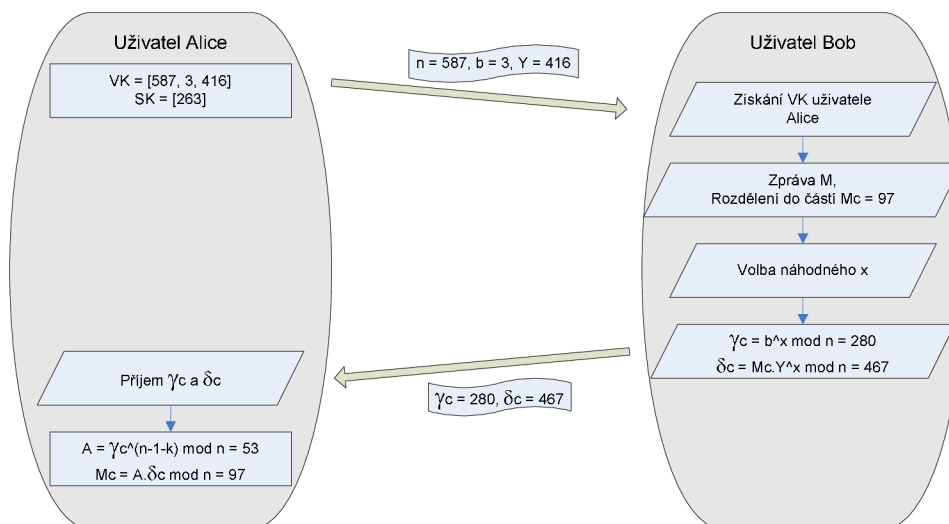 Uživatel Alice
VK = [587, 3, 416]
SK = [263]
n = 587, b = 3, Y = 416
Uživatel Bob
Získání VK uživatele
Alice
Zpráva M,
Rozdělení do částí Mc = 97
Volba náhodného x
γc = b^x mod n = 280
δc = Mc.Y^x mod n = 467
γc = 280, δc = 467
Příjem γc a δc
A = γc^(n-1-k) mod n = 53
Mc = A.δc mod n = 97